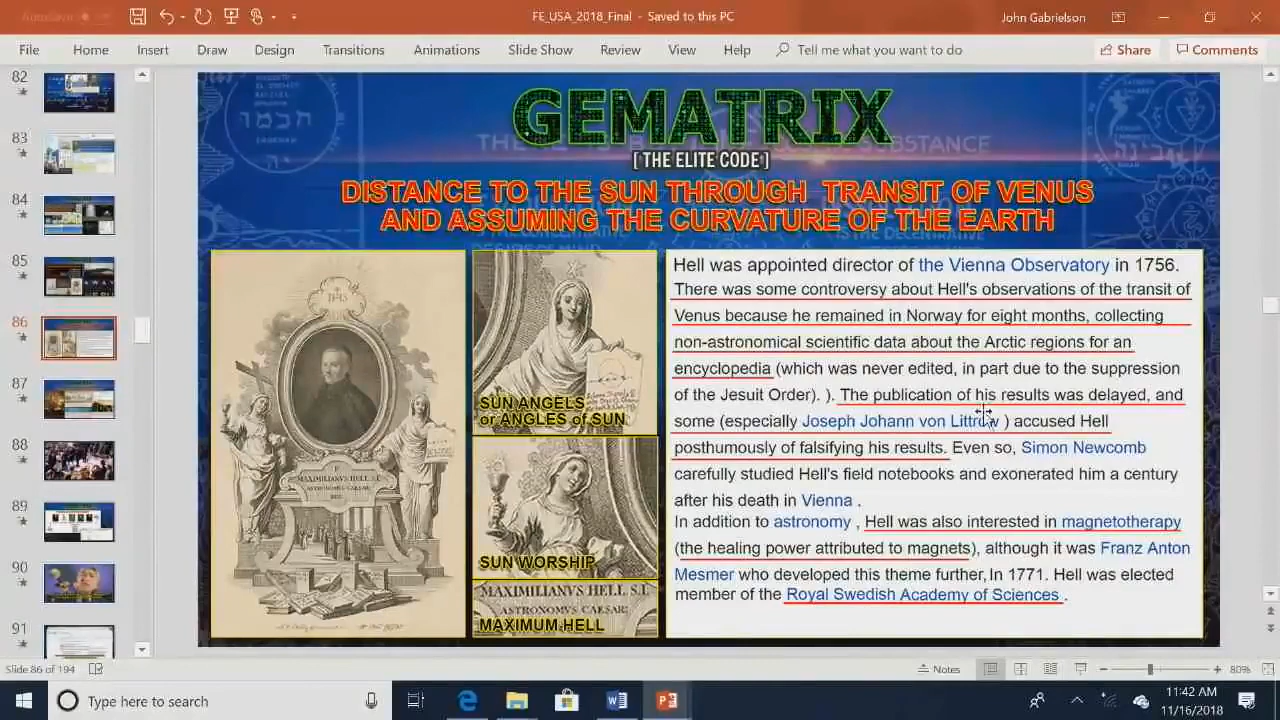 AutoSave
FE_USA_2018_Final - Saved to this PC
John Gabrielson
File Home Insert Draw Design Transitions Animations Slide Show Review View Help Tell me what you want to do Share Comments
82
83
84
85
86
87
88
89
90
91
GEMATRIX
[ THE ELITE CODE ]
DISTANCE TO THE SUN THROUGH TRANSIT OF VENUS
AND ASSUMING THE CURVATURE OF THE EARTH
IHS
MAXIMILIANVS HELL S.I.
ASTRONOMVS CAESAR:
SUN ANGELS
or ANGLES of SUN
SUN WORSHIP
MAXIMILIANVS HELL S.I.
ASTRONOMVS CAESAR:
MAXIMUM HELL
Hell was appointed director of the Vienna Observatory in 1756.
There was some controversy about Hell's observations of the transit of
Venus because he remained in Norway for eight months, collecting
non-astronomical scientific data about the Arctic regions for an
encyclopedia (which was never edited, in part due to the suppression
of the Jesuit Order). ). The publication of his results was delayed, and
some (especially Joseph Johann von Littrow ) accused Hell
posthumously of falsifying his results. Even so, Simon Newcomb
carefully studied Hell's field notebooks and exonerated him a century
after his death in Vienna .
In addition to astronomy , Hell was also interested in magnetotherapy
(the healing power attributed to magnets), although it was Franz Anton
Mesmer who developed this theme further, In 1771. Hell was elected
member of the Royal Swedish Academy of Sciences .
Slide 86 of 194
Notes
80%
Type here to search
11:42 AM
11/16/2018